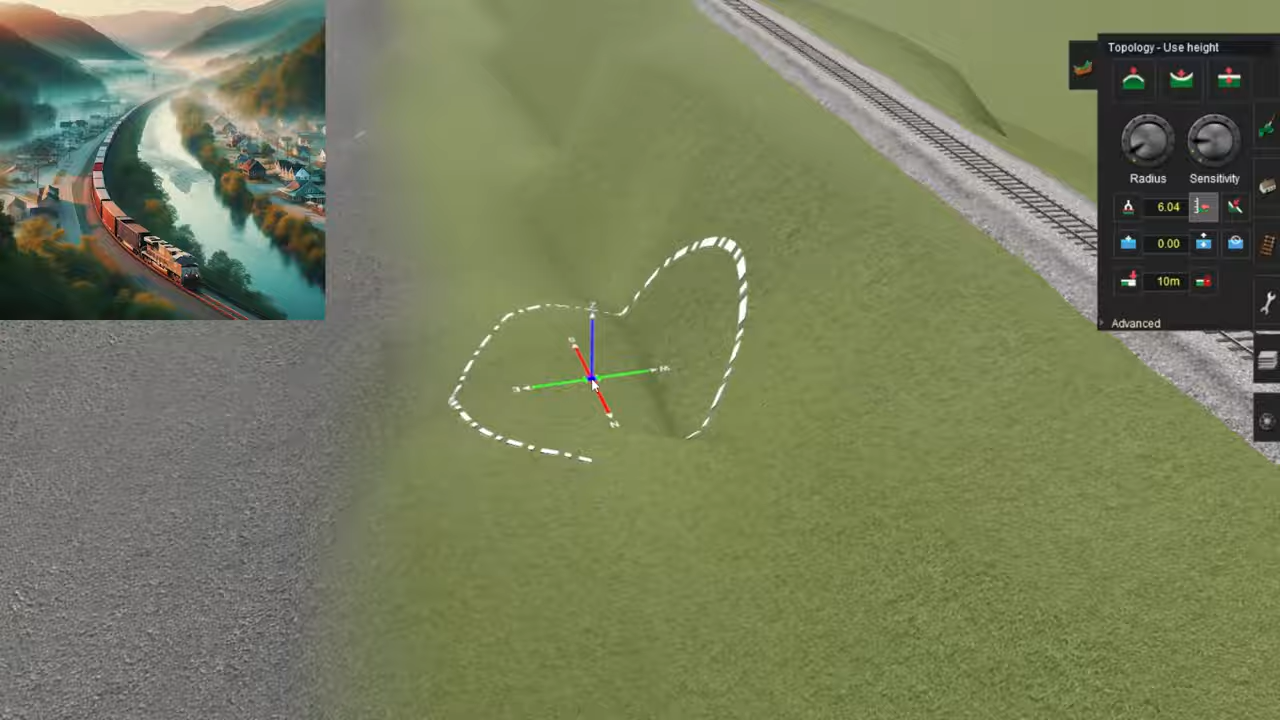 Topology - Use height
Radius
Sensitivity
6.04
0.00
10m
Advanced